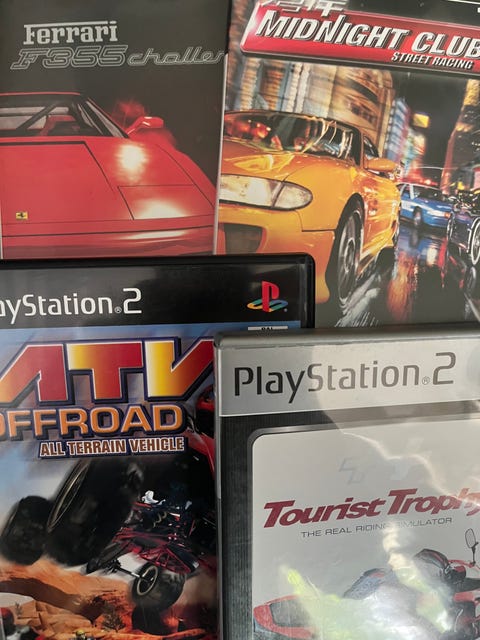 Ferrari
F355 challe
MIDNIGHT CLUB
STREET RACING
ayStation®2
ATV
OFFROAD
ALL TERRAIN VEHICLE
PlayStation®2
Tourist Trophy
THE REAL RIDING SIMULATOR